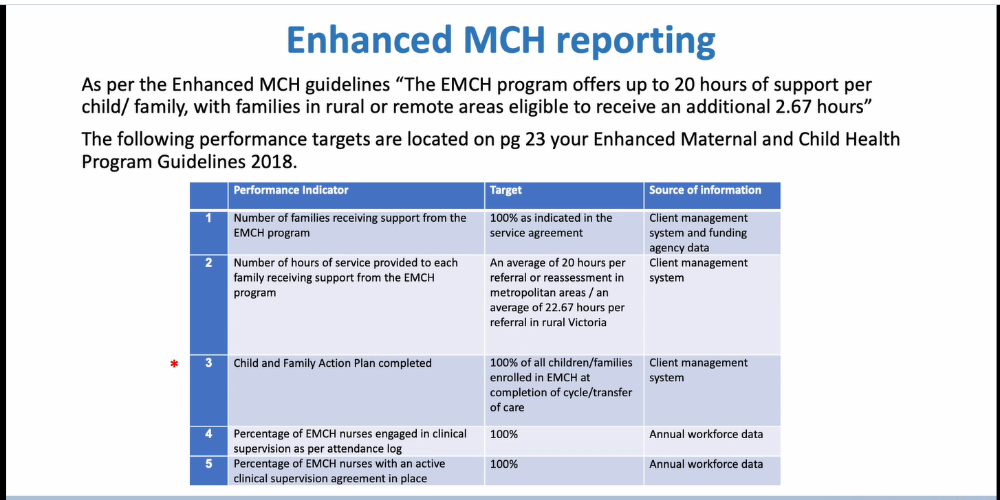 Enhanced MCH reporting
As per the Enhanced MCH guidelines “The EMCH program offers up to 20 hours of support per
child/ family, with families in rural or remote areas eligible to receive an additional 2.67 hours”
The following performance targets are located on pg 23 your Enhanced Maternal and Child Health
Program Guidelines 2018.
Performance Indicator
Target
Source of information
1
Number of families receiving support from the
EMCH program
100% as indicated in the
service agreement
Client management
system and funding
agency data
2
Number of hours of service provided to each
family receiving support from the EMCH
program
An average of 20 hours per
referral or reassessment in
metropolitan areas / an
average of 22.67 hours per
referral in rural Victoria
Client management
system
*
3
Child and Family Action Plan completed
100% of all children/families
enrolled in EMCH at
completion of cycle/transfer
of care
Client management
system
4
Percentage of EMCH nurses engaged in clinical
supervision as per attendance log
100%
Annual workforce data
5
Percentage of EMCH nurses with an active
clinical supervision agreement in place
100%
Annual workforce data